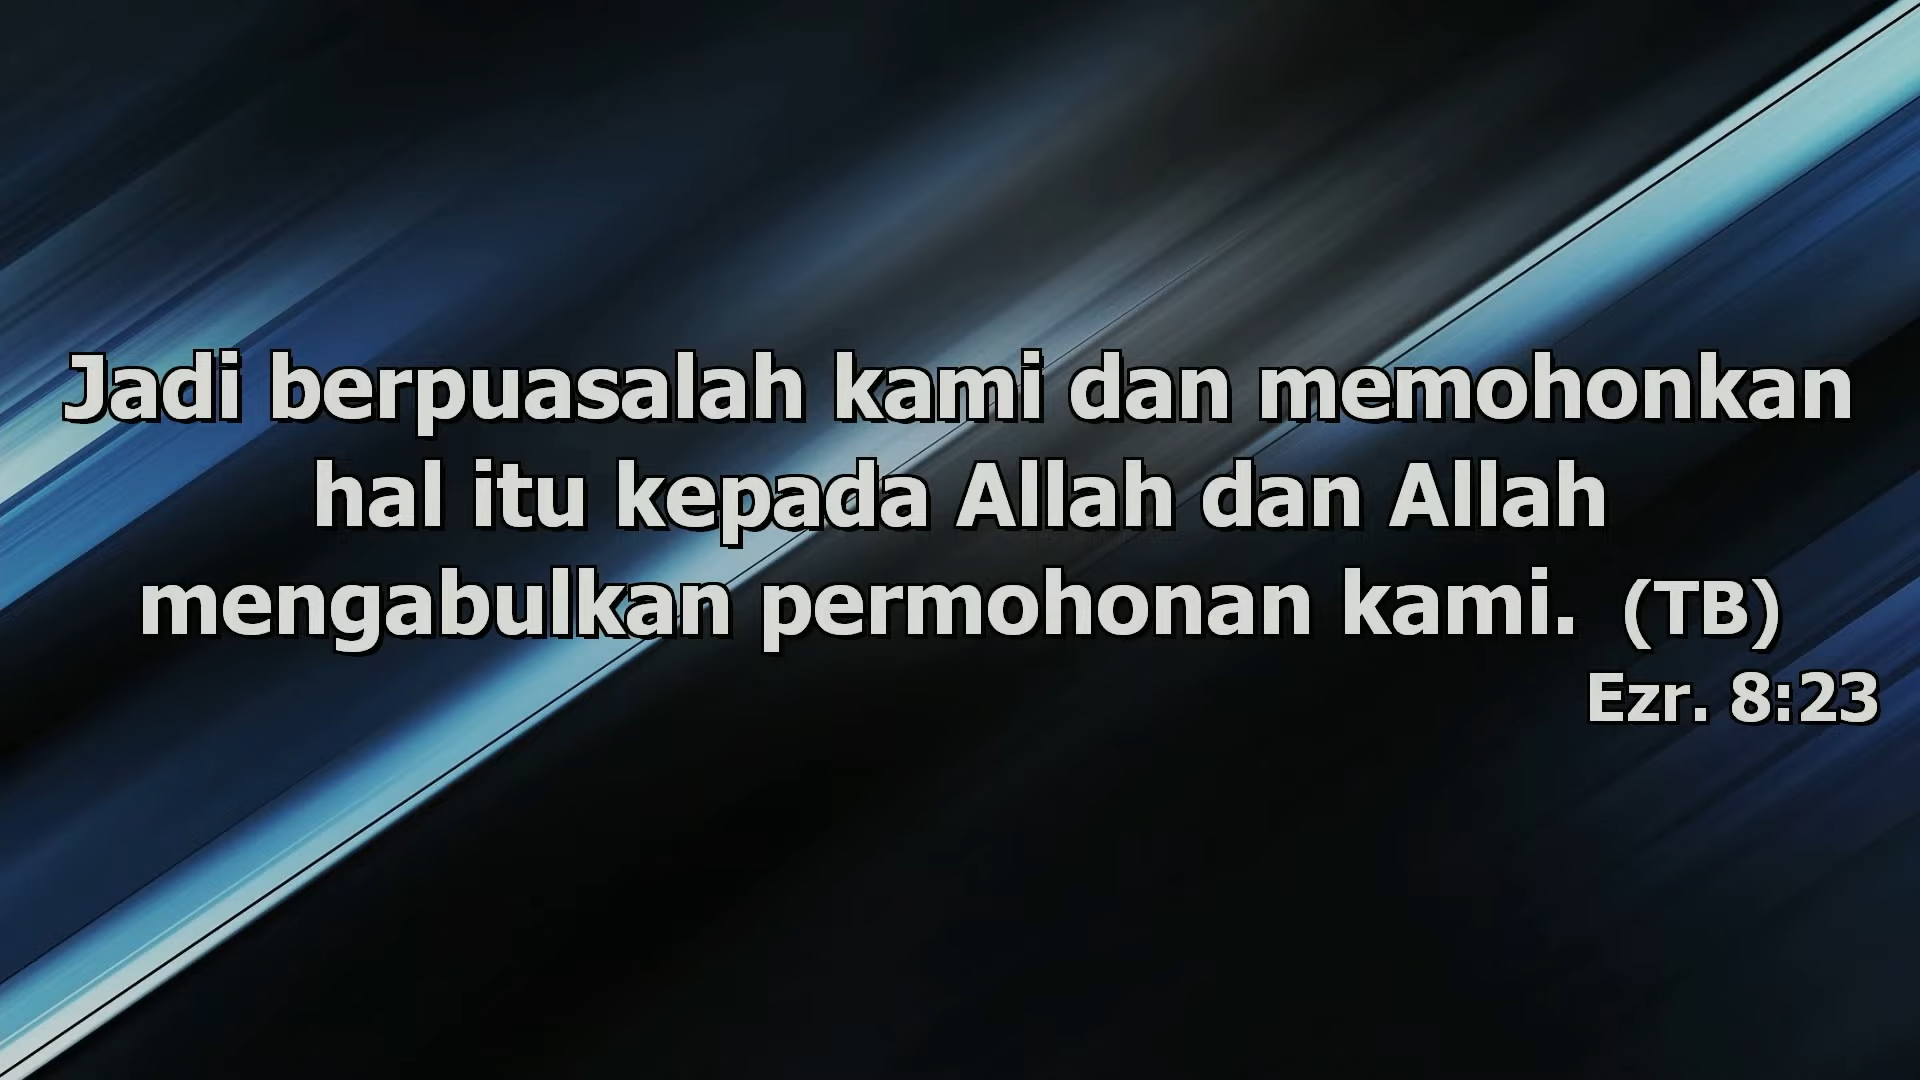 Jadi berpuasalah kami dan memohonkan
hal itu kepada Allah dan Allah
mengabulkan permohonan kami. (TB)
Ezr. 8:23